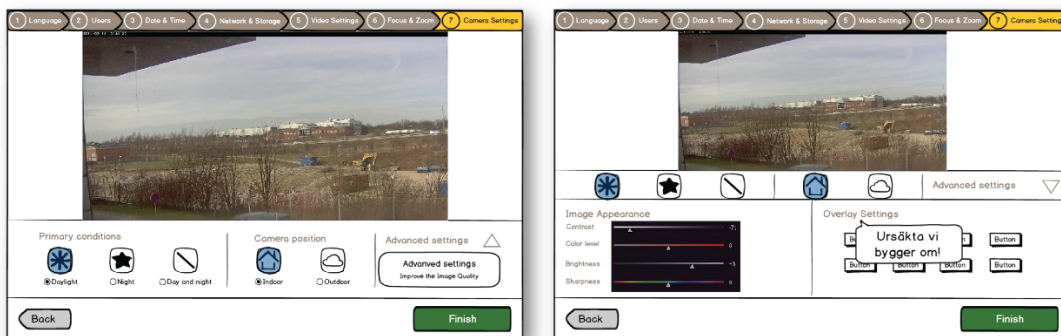 1 Language 2 Users 3 Date & Time 4 Network & Storage 5 Video Settings 6 Focus & Zoom 7 Camera Settings
Primary conditions
Daylight Night Day and night
Camera position
Indoor Outdoor
Advanced settings
Advanced settings
Improve the Image Quality
Back Finish
1 Language 2 Users 3 Date & Time 4 Network & Storage 5 Video Settings 6 Focus & Zoom 7 Camera Setting
Advanced settings
Image Appearance
Contrast
Color level 0
Brightness
Sharpness 0
Overlay Settings
Ursäkta vi
bygger om!
Button
Button Button Button Button
Back Finish